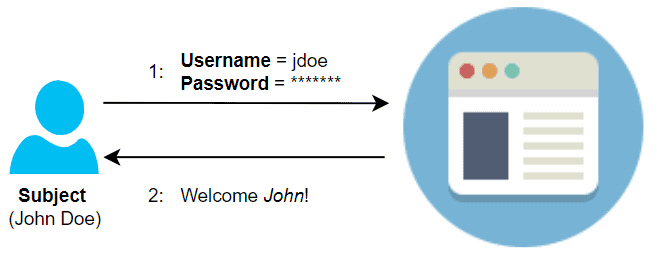 1: Username = jdoe
Password = *******
Subject
(John Doe)
2: Welcome John!